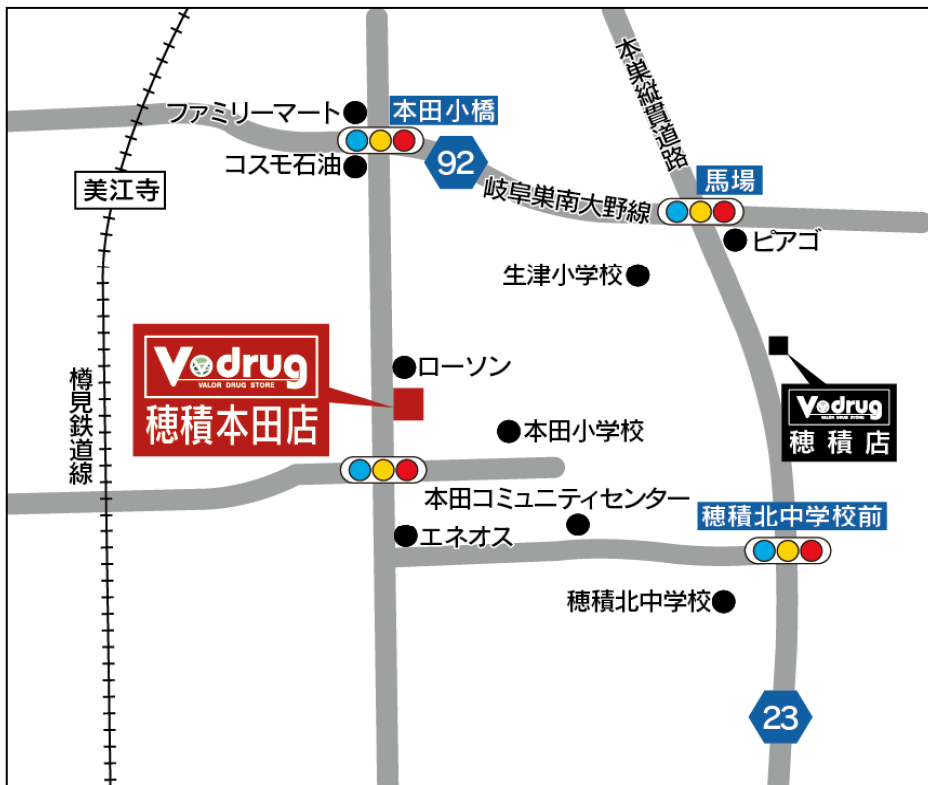 本巣縦貫道路
ファミリーマート
本田小橋
コスモ石油
92
美江寺
岐阜巣南大野線
馬場
ピアゴ
生津小学校
V drug
VALOR DRUG STORE
穂積本田店
ローソン
樽見鉄道線
V drug
VALOR DRUG STORE
穂積店
本田小学校
本田コミュニティセンター
穂積北中学校前
エネオス
穂積北中学校
23